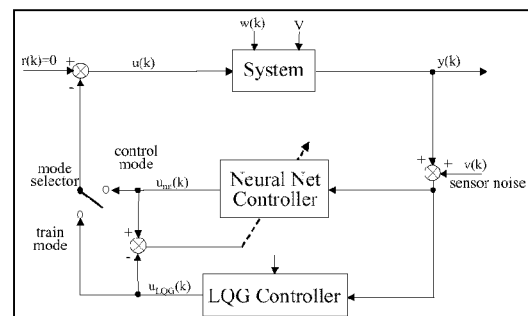 w(k)
V
r(k)=0
+
-
u(k)
System
y(k)
control
mode
+
+
v(k)
sensor noise
mode
selector
u_nn(k)
Neural Net
Controller
train
mode
+
-
u_LQG(k)
LQG Controller